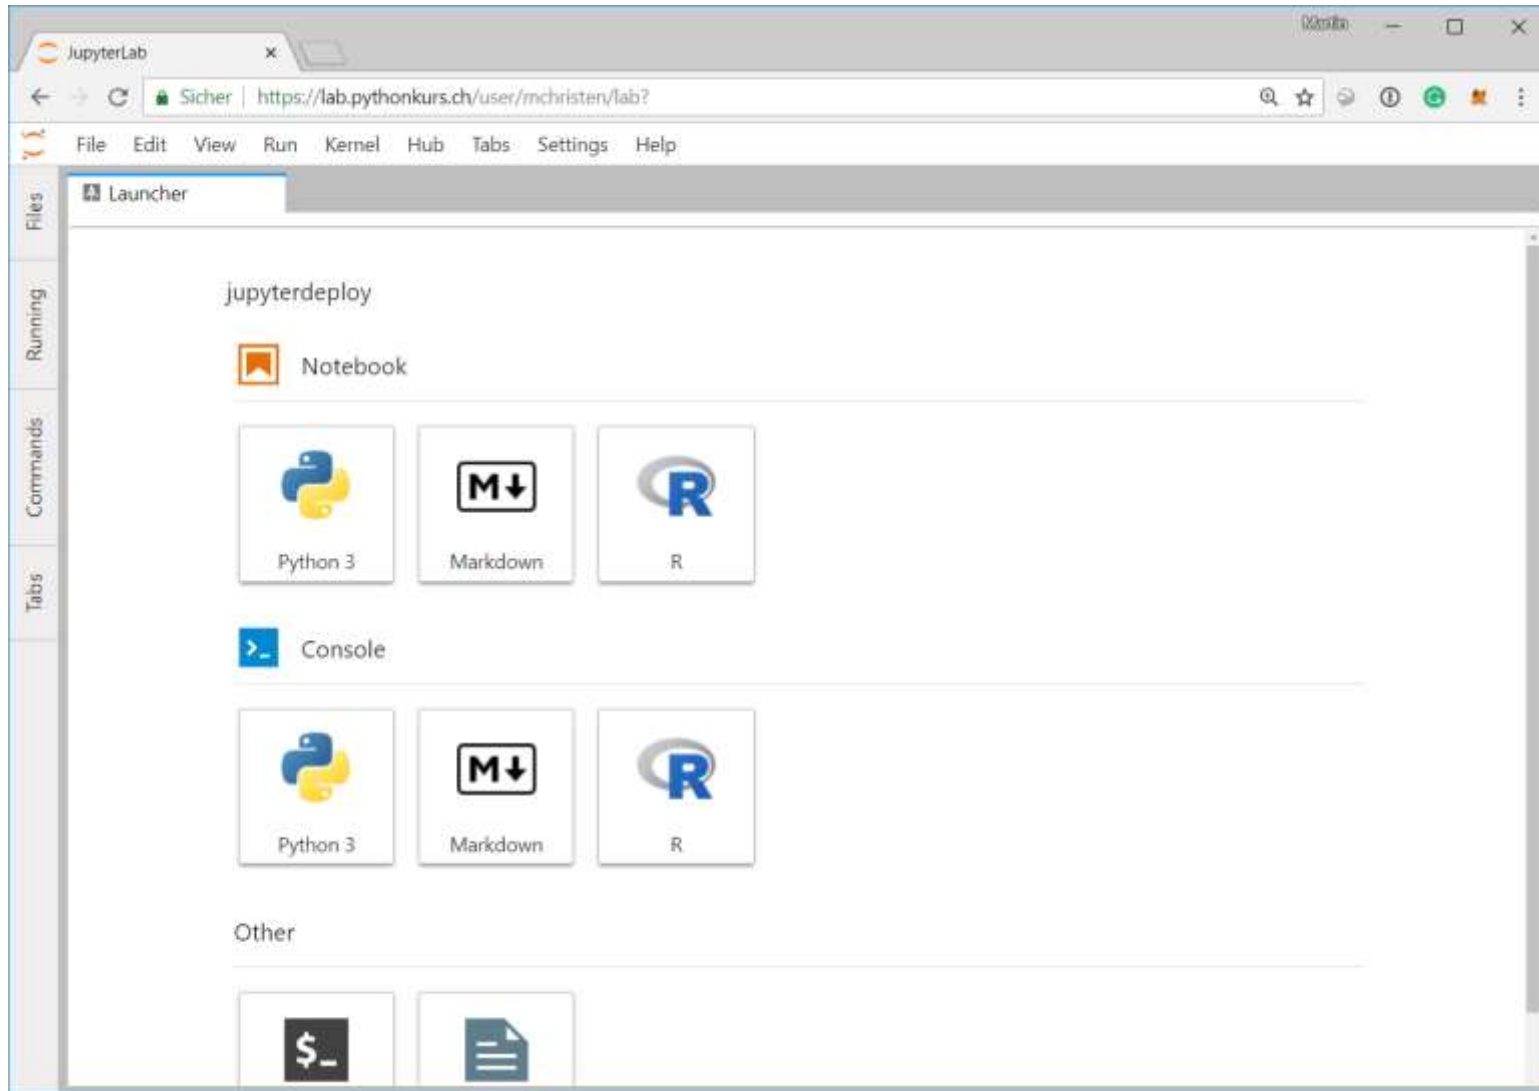 JupyterLab
Sicher https://lab.pythonkurs.ch/user/mchristen/lab?
File Edit View Run Kernel Hub Tabs Settings Help
Launcher
Files
Running
Commands
Tabs
jupyterdeploy
Notebook
M
R
Python 3 Markdown R
>_ Console
M
R
Python 3 Markdown R
Other
$_